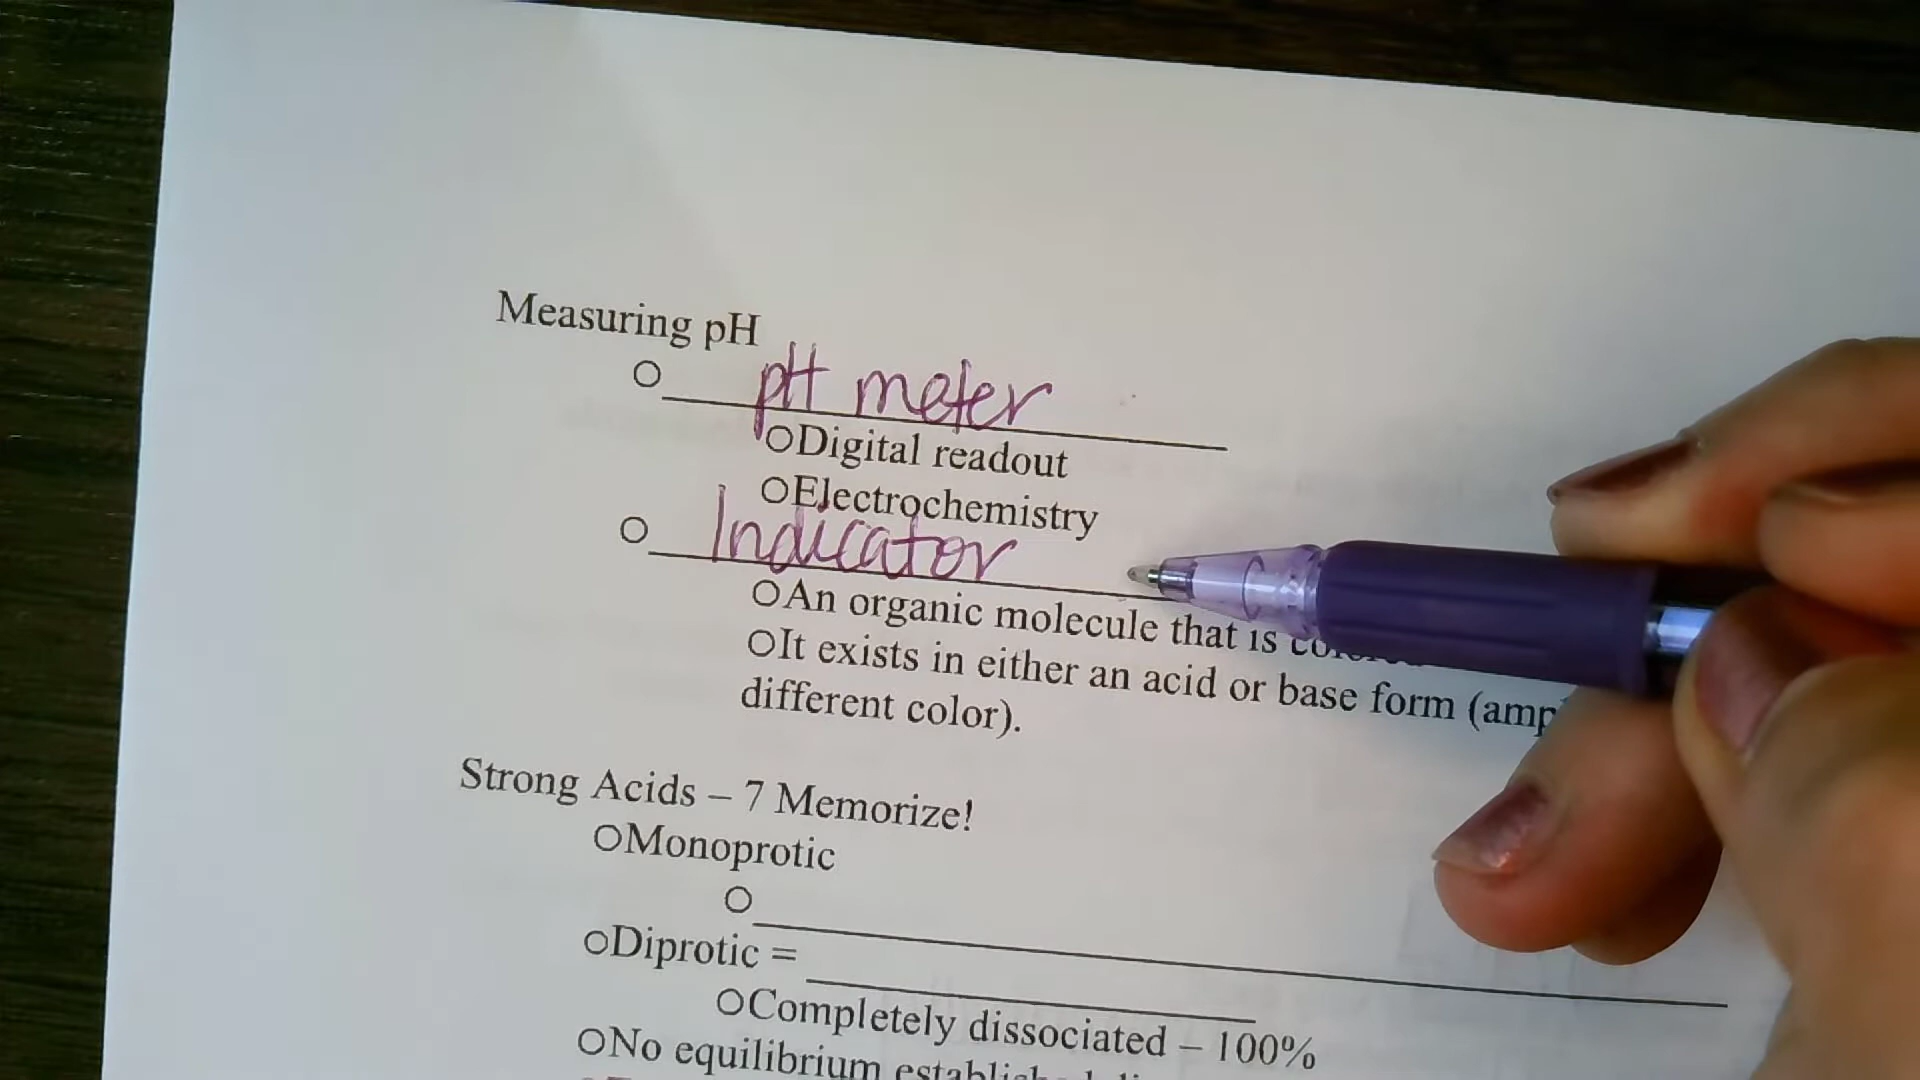 Measuring pH
pH meter
Digital readout
Electrochemistry
Indicator
An organic molecule that is
It exists in either an acid or base form
different color).
Strong Acids – 7 Memorize!
Monoprotic
Diprotic =
Completely dissociated – 100%
No equilibrium